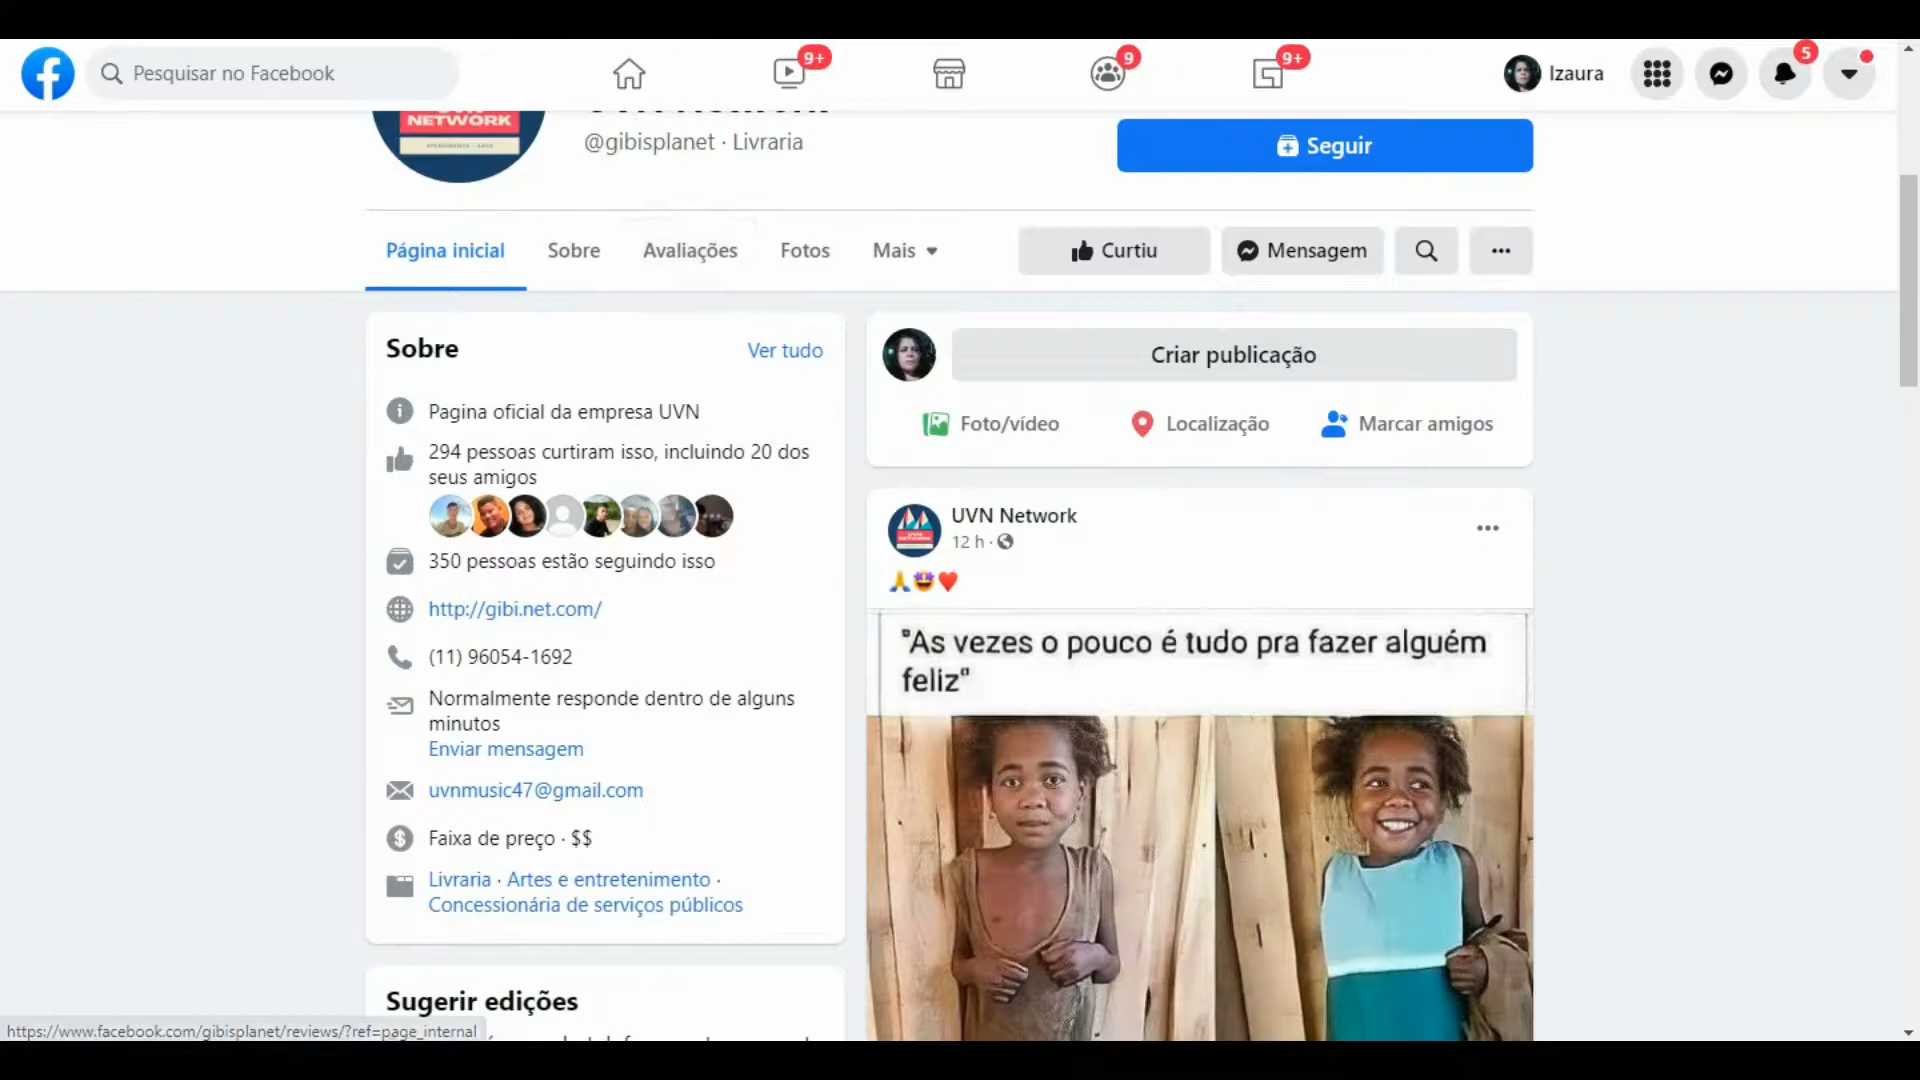 Pesquisar no Facebook
9+
9
9+
Izaura
5
NETWORK
@gibisplanet · Livraria
Seguir
Página inicial
Sobre
Avaliações
Fotos
Mais
Curtiu
Mensagem
Sobre
Ver tudo
Pagina oficial da empresa UVN
294 pessoas curtiram isso, incluindo 20 dos
seus amigos
350 pessoas estão seguindo isso
http://gibi.net.com/
(11) 96054-1692
Normalmente responde dentro de alguns
minutos
Enviar mensagem
uvnmusic47@gmail.com
Faixa de preço · $$
Livraria · Artes e entretenimento ·
Concessionária de serviços públicos
Sugerir edições
Criar publicação
Foto/vídeo
Localização
Marcar amigos
UVN Network
12 h
"As vezes o pouco é tudo pra fazer alguém
feliz"
https://www.facebook.com/gibisplanet/reviews/?ref=page_internal